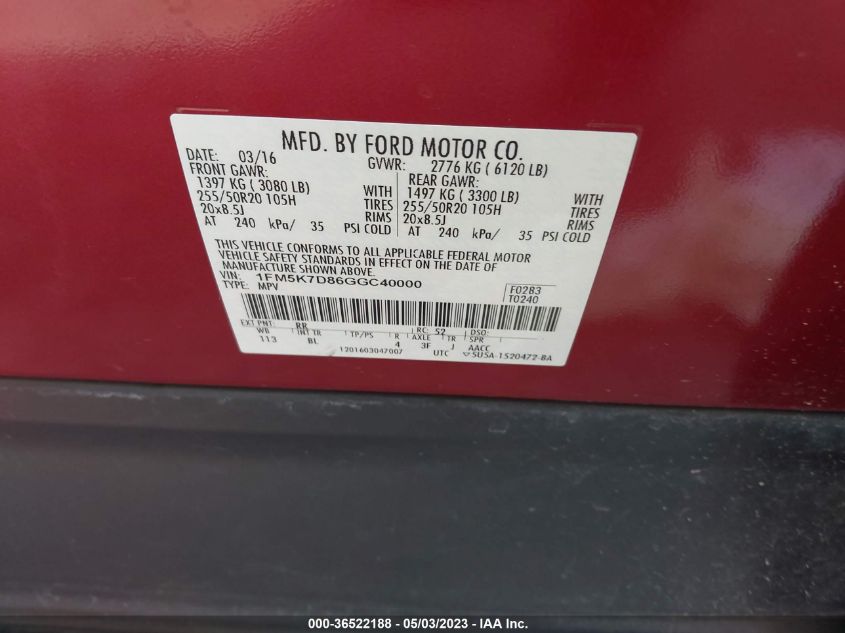 MFD. BY FORD MOTOR CO.
DATE: 03/16 GVWR: 2776 KG ( 6120 LB)
FRONT GAWR: REAR GAWR:
1397 KG ( 3080 LB) WITH 1497 KG ( 3300 LB) WITH
255/50R20 105H TIRES 255/50R20 105H TIRES
20x8.5J RIMS 20x8.5J RIMS
AT 240 kPa/ 35 PSI COLD AT 240 kPa/ 35 PSI COLD
THIS VEHICLE CONFORMS TO ALL APPLICABLE FEDERAL MOTOR
VEHICLE SAFETY STANDARDS IN EFFECT ON THE DATE OF
MANUFACTURE SHOWN ABOVE.
VIN: 1FM5K7D86GGC40000 F0283
TYPE: MPV T0240
EXT PNT: RR RC: 52 DSO:
WB INT TR TP/PS R AXLE TR SPR
113 BL 4 3F J AACC
1201603047007 UTC ▽5U5A-1520472-BA
000-36522188 - 05/03/2023 - IAA Inc.